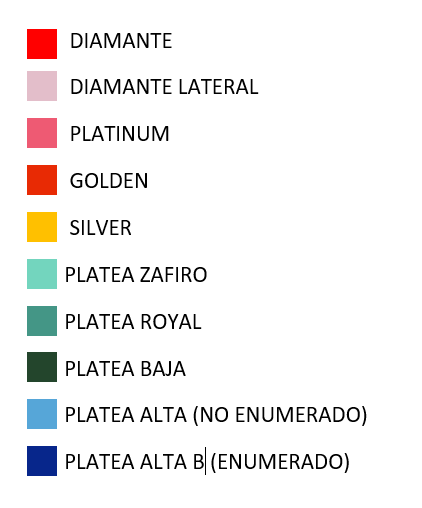 DIAMANTE
DIAMANTE LATERAL
PLATINUM
GOLDEN
SILVER
PLATEA ZAFIRO
PLATEA ROYAL
PLATEA BAJA
PLATEA ALTA (NO ENUMERADO)
PLATEA ALTA B (ENUMERADO)